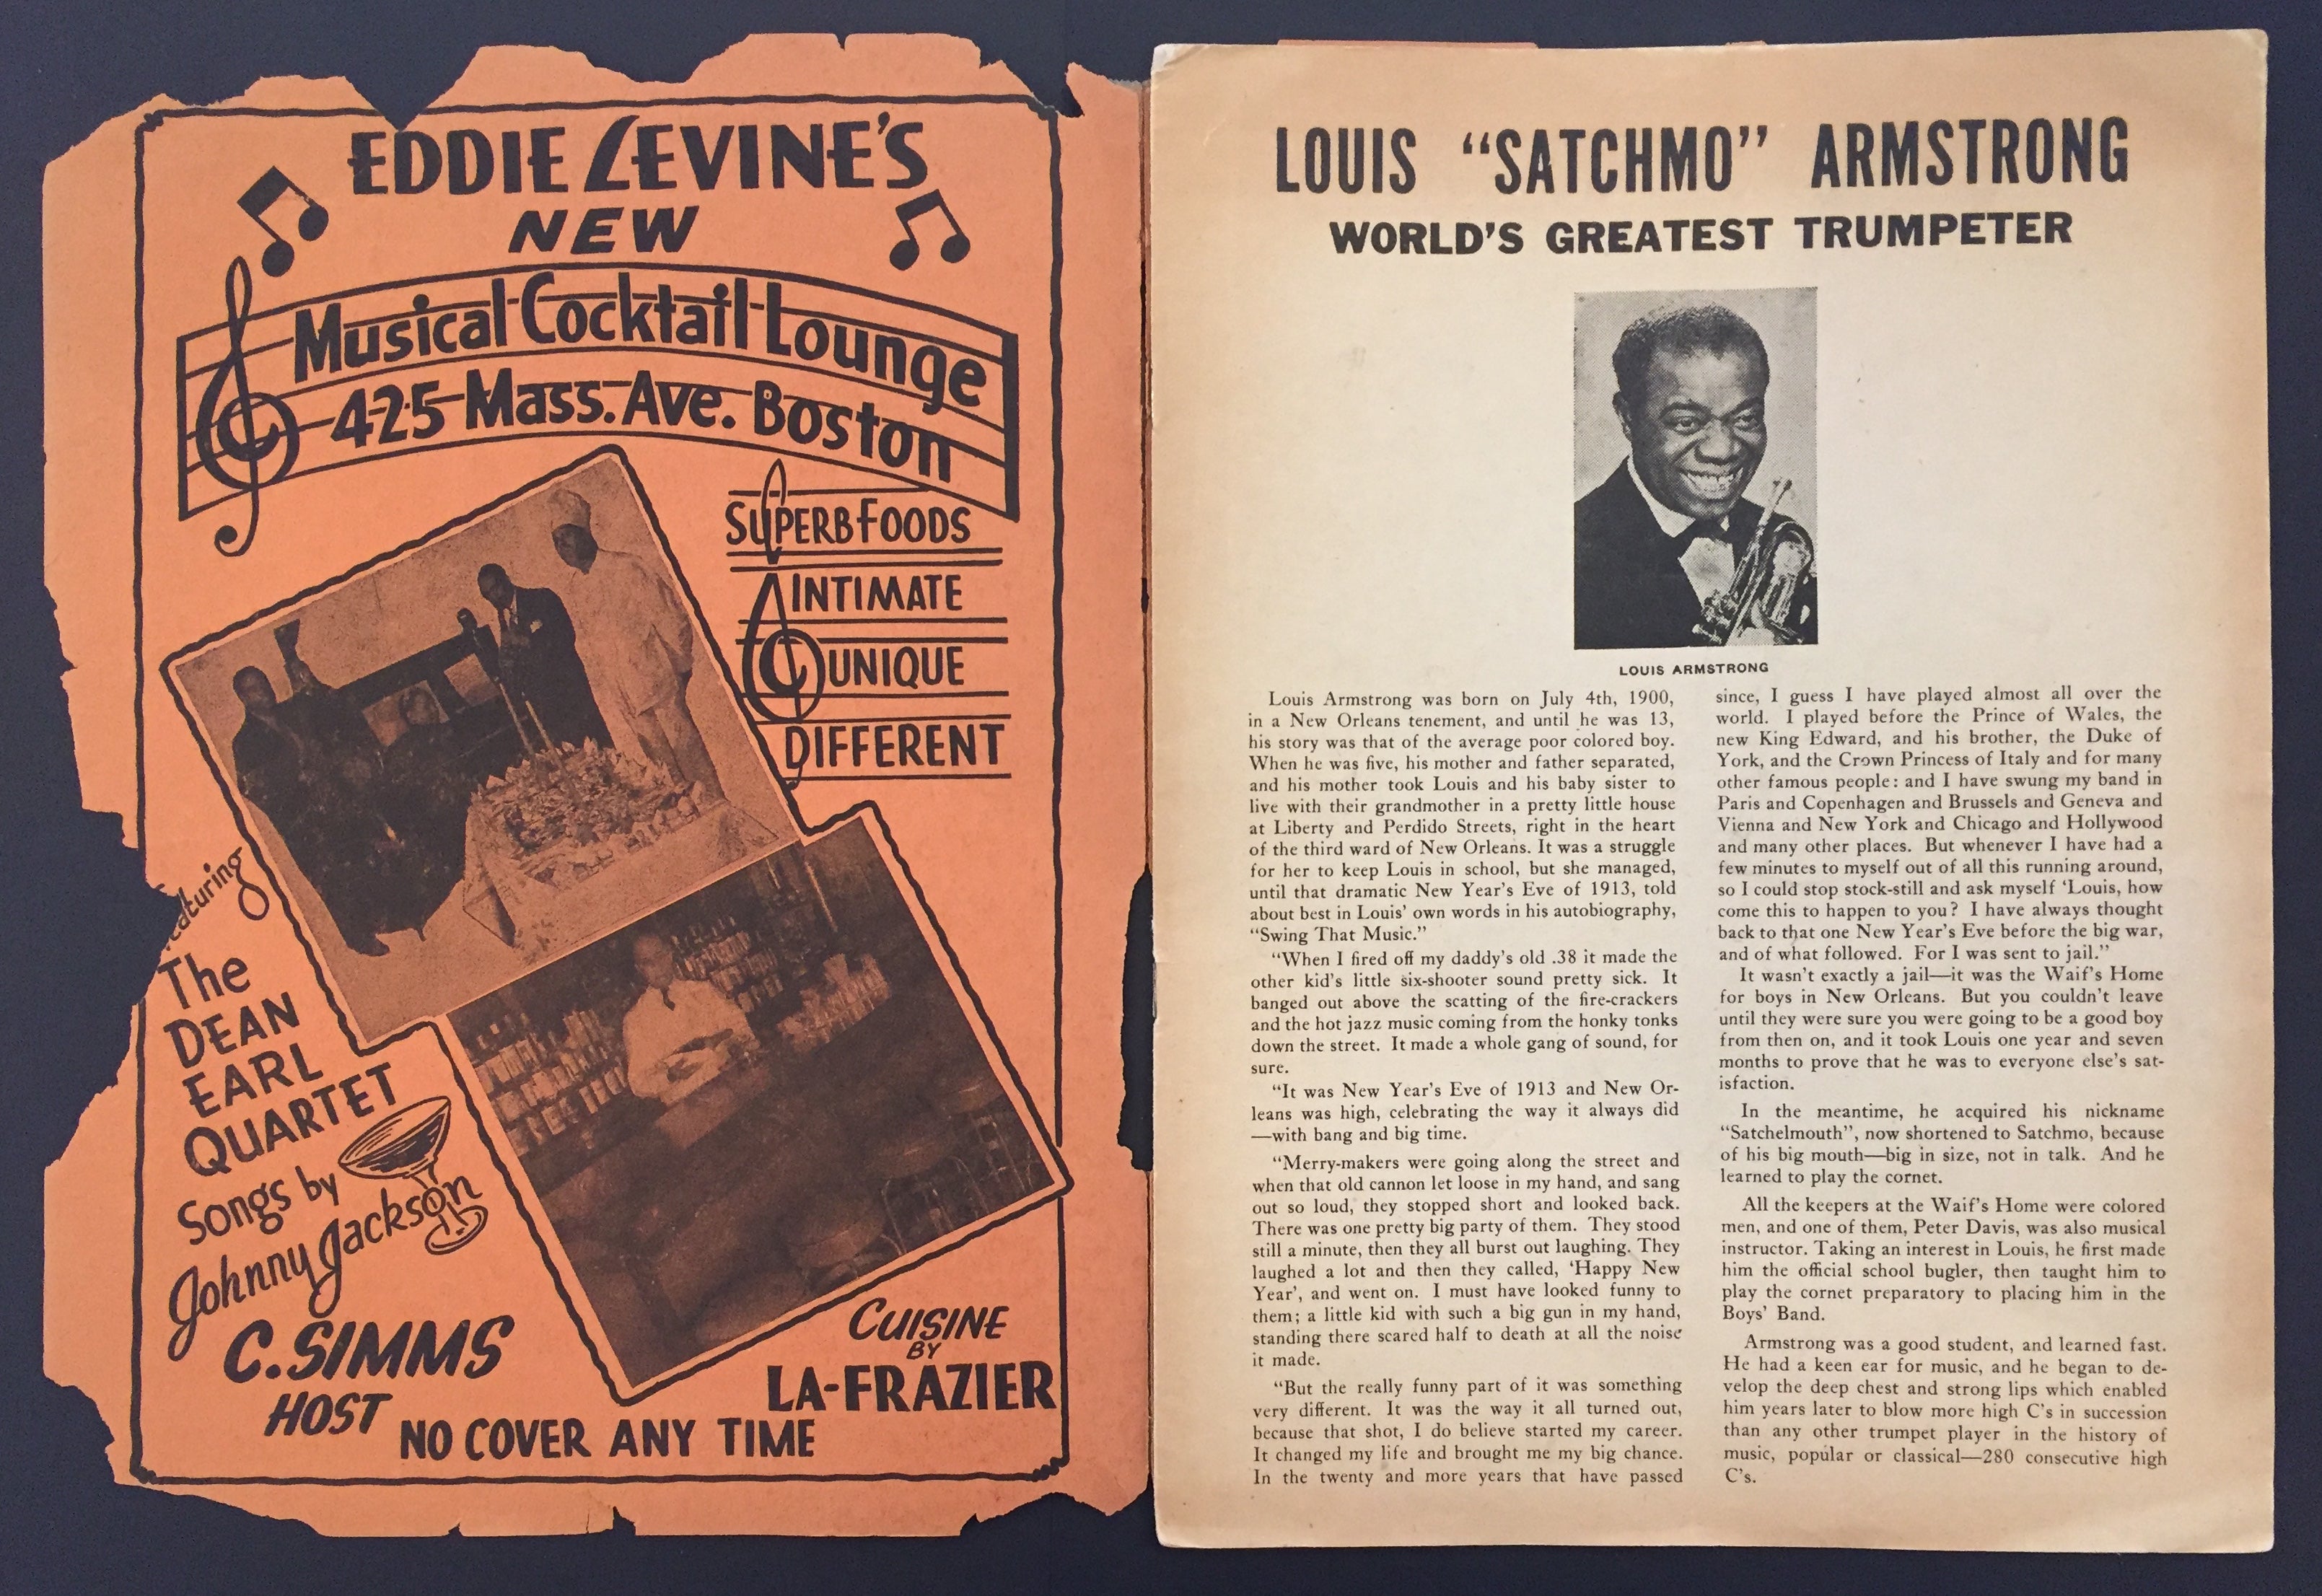 EDDIE LEVINE'S
NEW
Musical Cocktail Lounge
425 Mass. Ave. Boston
SUPERB FOODS
INTIMATE
UNIQUE
DIFFERENT
The
DEAN
EARL
QUARTET
Songs by
Johnny Jackson
C. SIMMS
HOST
CUISINE
BY
LA-FRAZIER
NO COVER ANY TIME
LOUIS "SATCHMO" ARMSTRONG
WORLD'S GREATEST TRUMPETER
LOUIS ARMSTRONG
Louis Armstrong was born on July 4th, 1900,
in a New Orleans tenement, and until he was 13,
his story was that of the average poor colored boy.
When he was five, his mother and father separated,
and his mother took Louis and his baby sister to
live with their grandmother in a pretty little house
at Liberty and Perdido Streets, right in the heart
of the third ward of New Orleans. It was a struggle
for her to keep Louis in school, but she managed,
until that dramatic New Year's Eve of 1913, told
about best in Louis' own words in his autobiography,
"Swing That Music."
"When I fired off my daddy's old .38 it made the
other kid's little six-shooter sound pretty sick. It
banged out above the scatting of the fire-crackers
and the hot jazz music coming from the honky tonks
down the street. It made a whole gang of sound, for
sure.
"It was New Year's Eve of 1913 and New Or-
leans was high, celebrating the way it always did
—with bang and big time.
"Merry-makers were going along the street and
when that old cannon let loose in my hand, and sang
out so loud, they stopped short and looked back.
There was one pretty big party of them. They stood
still a minute, then they all burst out laughing. They
laughed a lot and then they called, 'Happy New
Year', and went on. I must have looked funny to
them; a little kid with such a big gun in my hand,
standing there scared half to death at all the noise
it made.
"But the really funny part of it was something
very different. It was the way it all turned out,
because that shot, I do believe started my career.
It changed my life and brought me my big chance.
In the twenty and more years that have passed
since, I guess I have played almost all over the
world. I played before the Prince of Wales, the
new King Edward, and his brother, the Duke of
York, and the Crown Princess of Italy and for many
other famous people: and I have swung my band in
Paris and Copenhagen and Brussels and Geneva and
Vienna and New York and Chicago and Hollywood
and many other places. But whenever I have had a
few minutes to myself out of all this running around,
so I could stop stock-still and ask myself 'Louis, how
come this to happen to you? I have always thought
back to that one New Year's Eve before the big war,
and of what followed. For I was sent to jail."
It wasn't exactly a jail—it was the Waif's Home
for boys in New Orleans. But you couldn't leave
until they were sure you were going to be a good boy
from then on, and it took Louis one year and seven
months to prove that he was to everyone else's sat-
isfaction.
In the meantime, he acquired his nickname
"Satchelmouth", now shortened to Satchmo, because
of his big mouth—big in size, not in talk. And he
learned to play the cornet.
All the keepers at the Waif's Home were colored
men, and one of them, Peter Davis, was also musical
instructor. Taking an interest in Louis, he first made
him the official school bugler, then taught him to
play the cornet preparatory to placing him in the
Boys' Band.
Armstrong was a good student, and learned fast.
He had a keen ear for music, and he began to de-
velop the deep chest and strong lips which enabled
him years later to blow more high C's in succession
than any other trumpet player in the history of
music, popular or classical—280 consecutive high
C's.